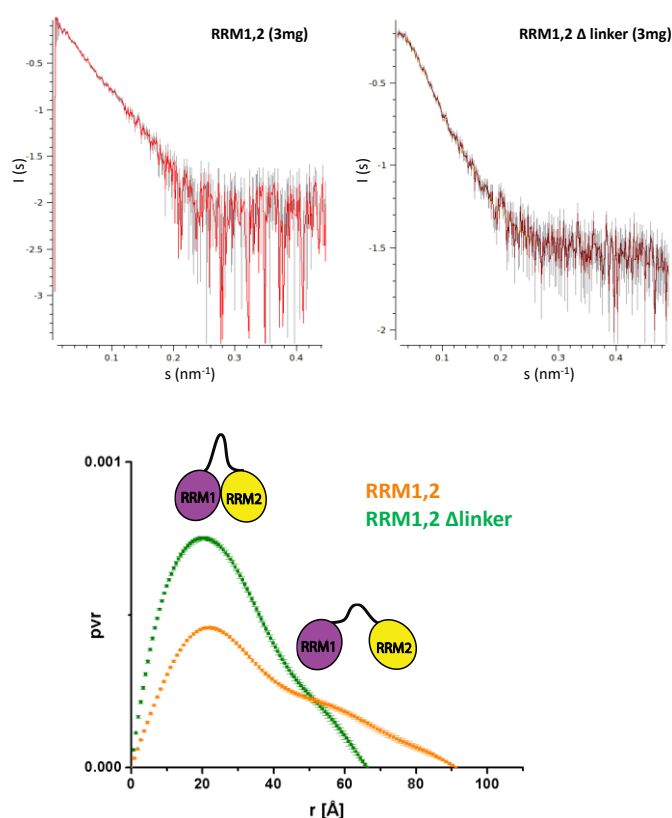 RRM1,2 (3mg)
-0.5
-1
-1.5
-2
-2.5
-3
I (s)
0.1
0.2
0.3
0.4
s (nm-1)
RRM1,2 Δ linker (3mg)
-0.5
-1
-1.5
-2
I (s)
0.1
0.2
0.3
0.4
s (nm-1)
0.001
0.000
pvr
RRM1
RRM2
RRM1,2
RRM1,2 Δlinker
RRM1
RRM2
0
20
40
60
80
100
r [Å]